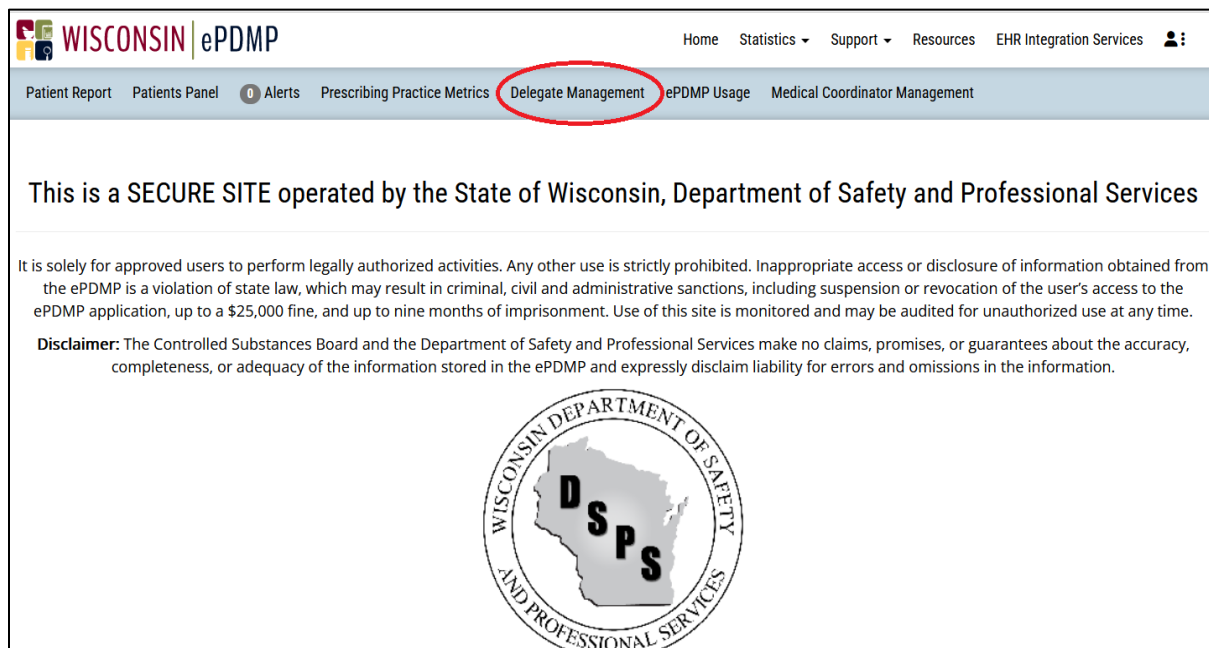 WISCONSIN | ePDMP
Home Statistics Support Resources EHR Integration Services
Patient Report Patients Panel 0 Alerts Prescribing Practice Metrics Delegate Management ePDMP Usage Medical Coordinator Management
This is a SECURE SITE operated by the State of Wisconsin, Department of Safety and Professional Services
It is solely for approved users to perform legally authorized activities. Any other use is strictly prohibited. Inappropriate access or disclosure of information obtained from
the ePDMP is a violation of state law, which may result in criminal, civil and administrative sanctions, including suspension or revocation of the user's access to the
ePDMP application, up to a $25,000 fine, and up to nine months of imprisonment. Use of this site is monitored and may be audited for unauthorized use at any time.
Disclaimer: The Controlled Substances Board and the Department of Safety and Professional Services make no claims, promises, or guarantees about the accuracy,
completeness, or adequacy of the information stored in the ePDMP and expressly disclaim liability for errors and omissions in the information.
WISCONSIN DEPARTMENT OF SAFETY
DSPS
AND PROFESSIONAL SERVICES